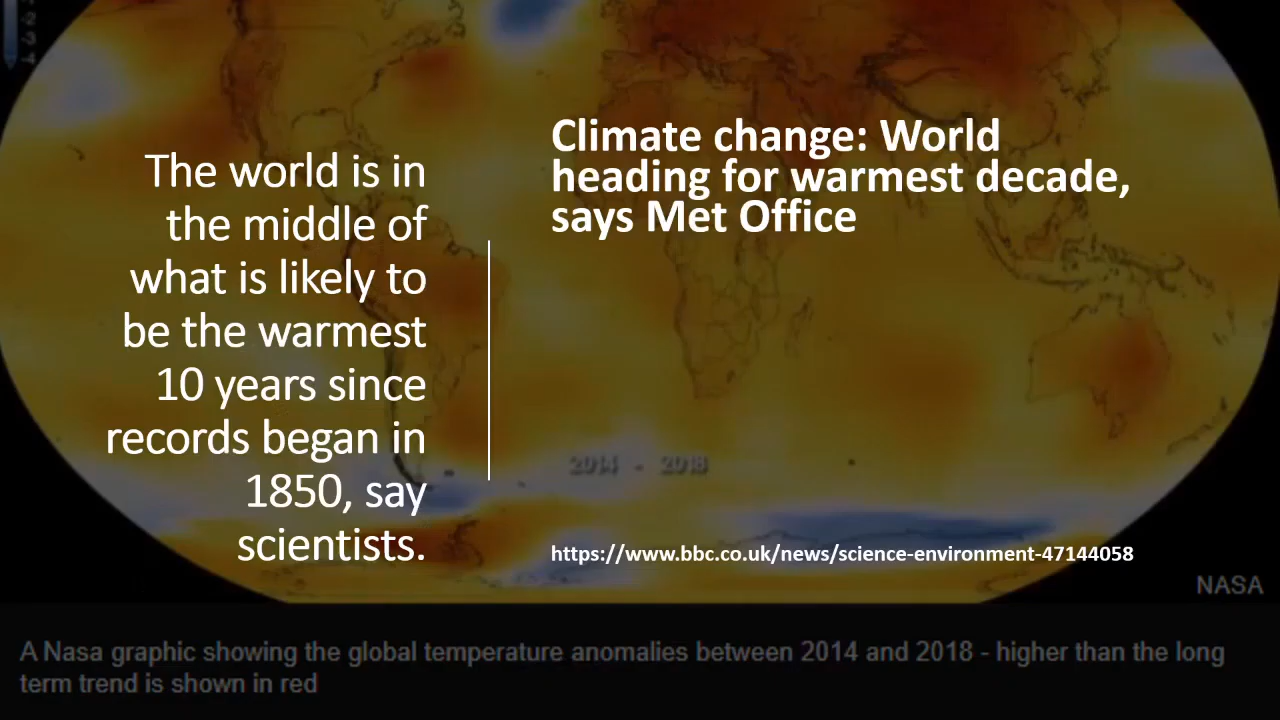 The world is in
the middle of
what is likely to
be the warmest
10 years since
records began in
1850, say
scientists.
Climate change: World
heading for warmest decade,
says Met Office
2014 - 2018
https://www.bbc.co.uk/news/science-environment-47144058
NASA
A Nasa graphic showing the global temperature anomalies between 2014 and 2018 - higher than the long
term trend is shown in red